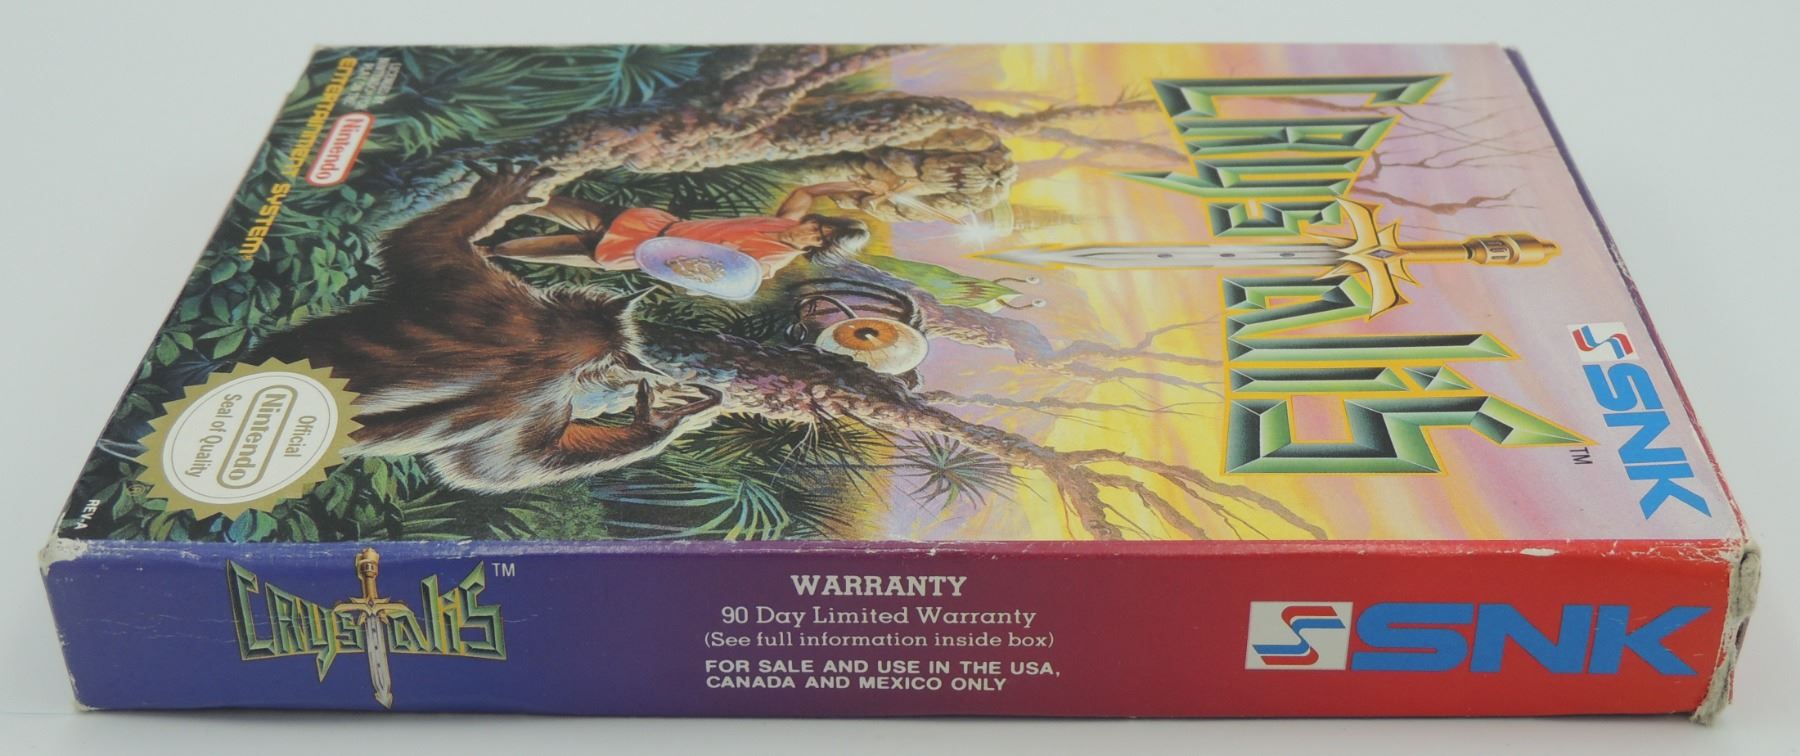 LICENSED BY
NINTENDO FOR
PLAY ON THE
Nintendo
ENTERTAINMENT SYSTEM
CRYSTALIS
TM
SNK
Official
Nintendo
Seal of Quality
REV-A
CRYSTALIS
TM
WARRANTY
90 Day Limited Warranty
(See full information inside box)
FOR SALE AND USE IN THE USA,
CANADA AND MEXICO ONLY
SNK